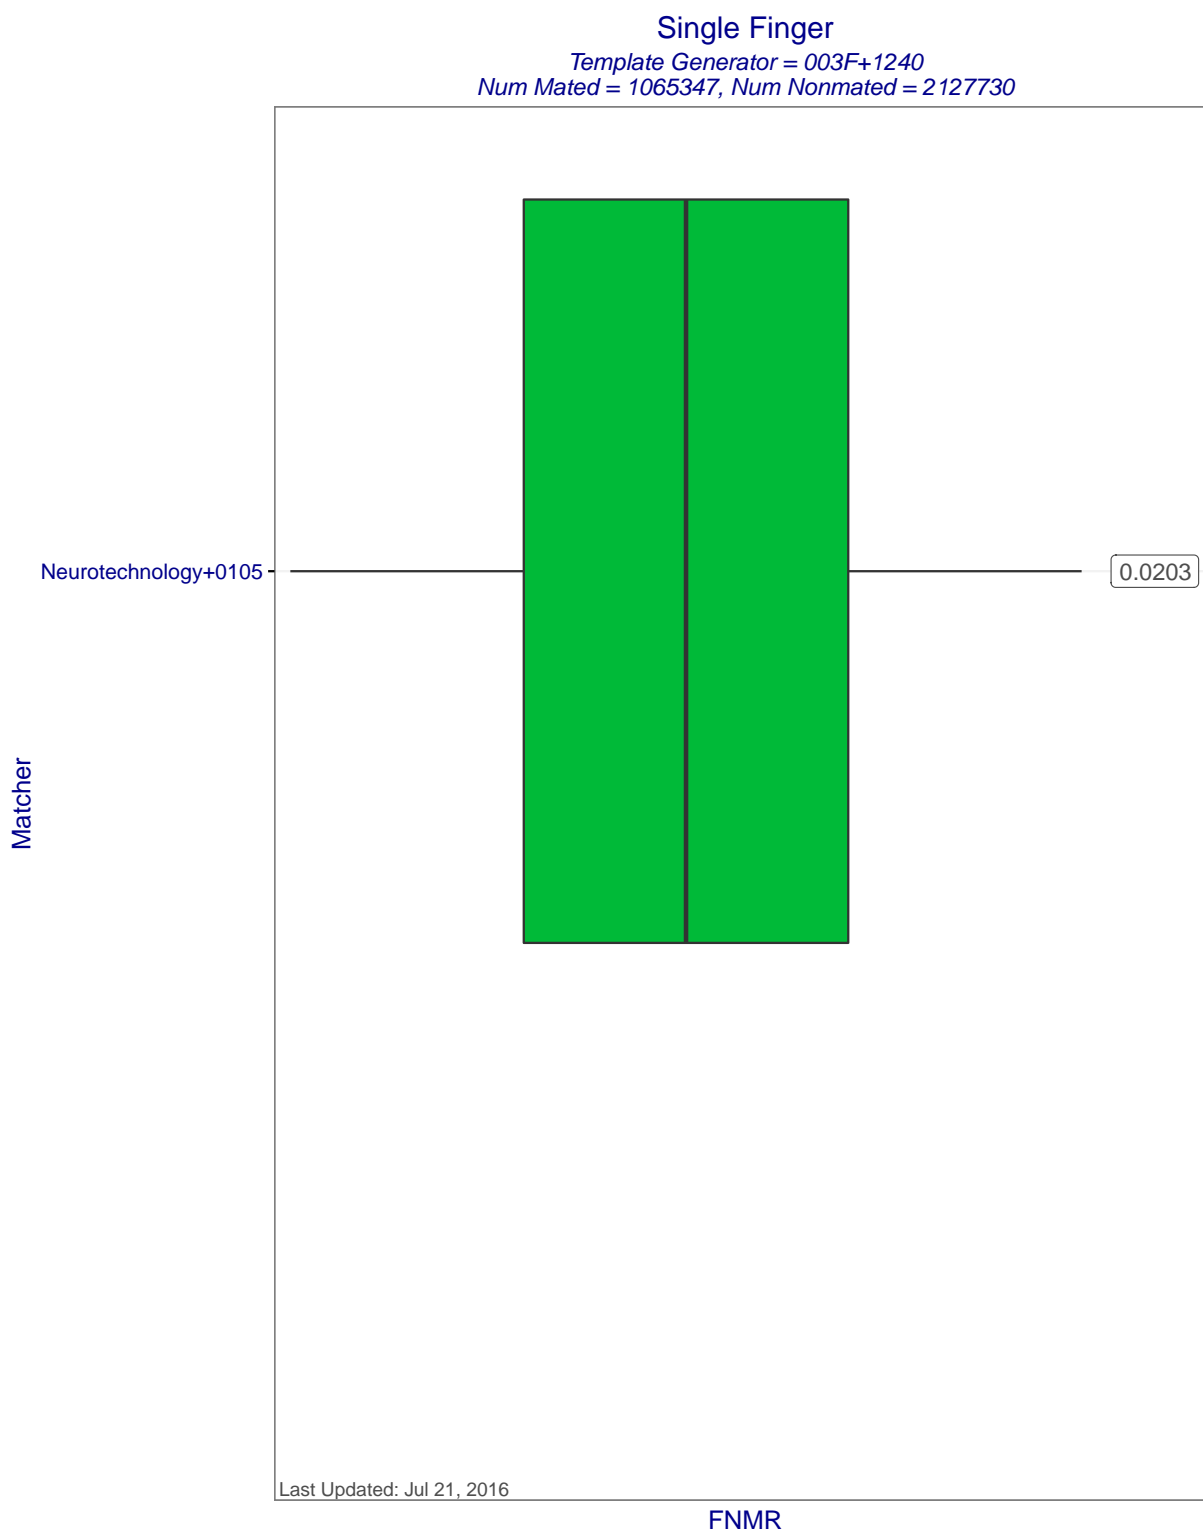 Single Finger
Template Generator = 003F+1240
Num Mated = 1065347, Num Nonmated = 2127730
Neurotechnology+0105
0.0203
Matcher
Last Updated: Jul 21, 2016
FNMR